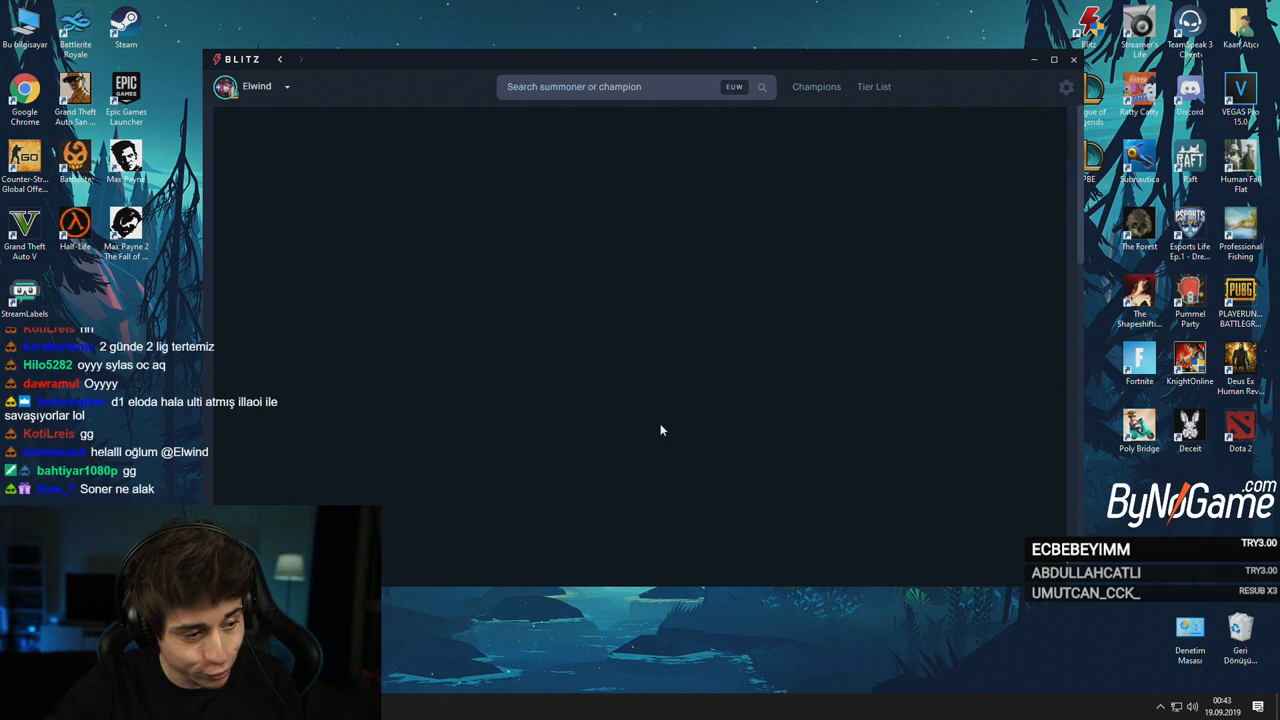 Bu bilgisayar
Battlerite Royale
Steam
BLITZ
Elwind
Search summoner or champion
EUW
Champions
Tier List
Blitz
Streamer's Life
TeamSpeak 3 Client
Kaan Atıcı
Google Chrome
Grand Theft Auto San ...
Epic Games Launcher
Ratty Catty
Discord
VEGAS Pro 15.0
Counter-Str... Global Offe...
Battlerite
Max Payne
PBE
Subnautica
Raft
Human Fall Flat
Grand Theft Auto V
Half-Life
Max Payne 2 The Fall of ...
The Forest
Esports Life Ep.1 - Dre...
Professional Fishing
StreamLabels
The Shapeshifti...
Pummel Party
PLAYERUN... BATTLEGR...
KotiLreis
2 günde 2 lig tertemiz
Hilo5282 oyyy sylas oc aq
dawramul Oyyyy
d1 eloda hala ulti atmış illaoi ile
savaşıyorlar lol
KotiLreis gg
helalll oğlum @Elwind
bahtiyar1080p gg
Sow_7 Soner ne alak
Fortnite
KnightOnline
Deus Ex Human Rev...
Poly Bridge
Deceit
Dota 2
ByNoGame.com
ECBEBEYIMM TRY3.00
ABDULLAHCATLI TRY3.00
UMUTCAN_CCK_ RESUB X3
Denetim Masası
Geri Dönüşü...
00:43
19.09.2019